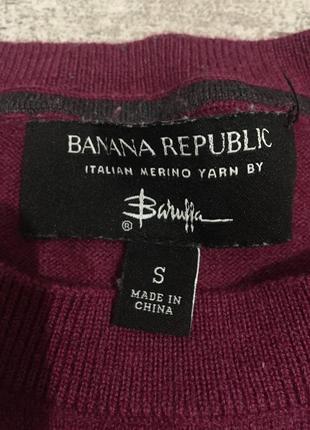 BANANA REPUBLIC
ITALIAN MERINO YARN BY
Baruffa
®
S
MADE IN
CHINA